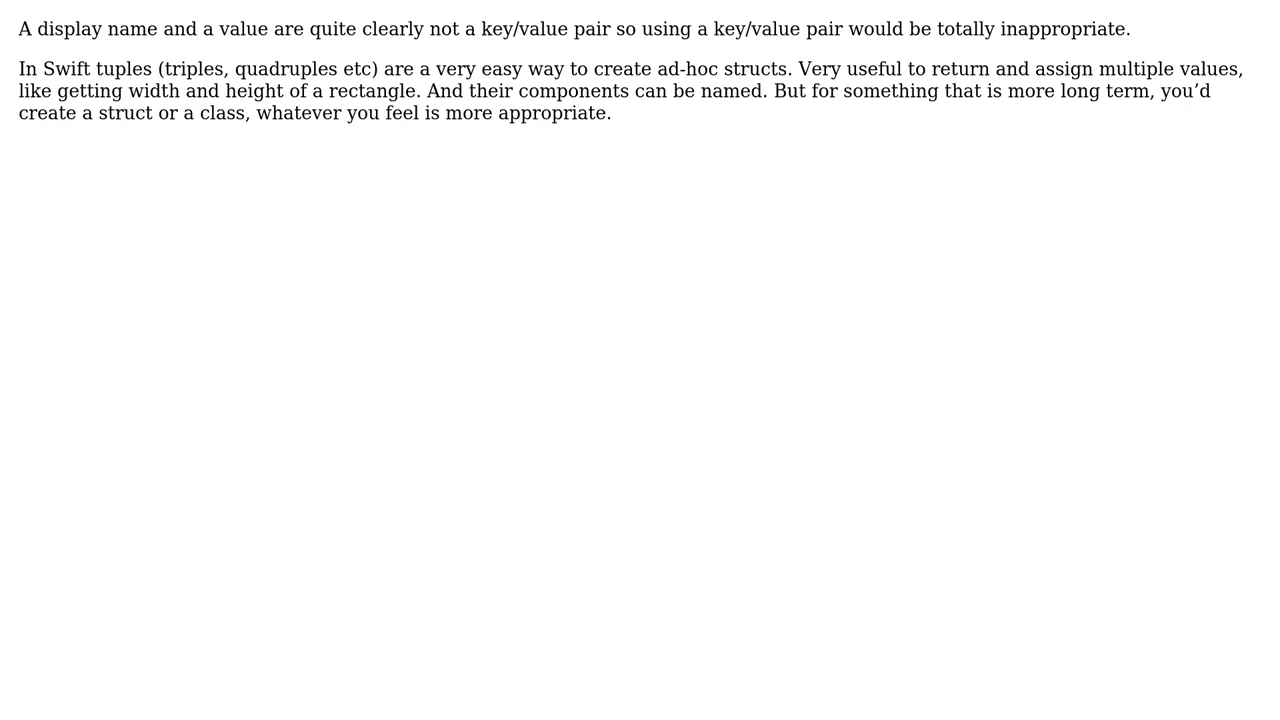 A display name and a value are quite clearly not a key/value pair so using a key/value pair would be totally inappropriate.
In Swift tuples (triples, quadruples etc) are a very easy way to create ad-hoc structs. Very useful to return and assign multiple values,
like getting width and height of a rectangle. And their components can be named. But for something that is more long term, you’d
create a struct or a class, whatever you feel is more appropriate.